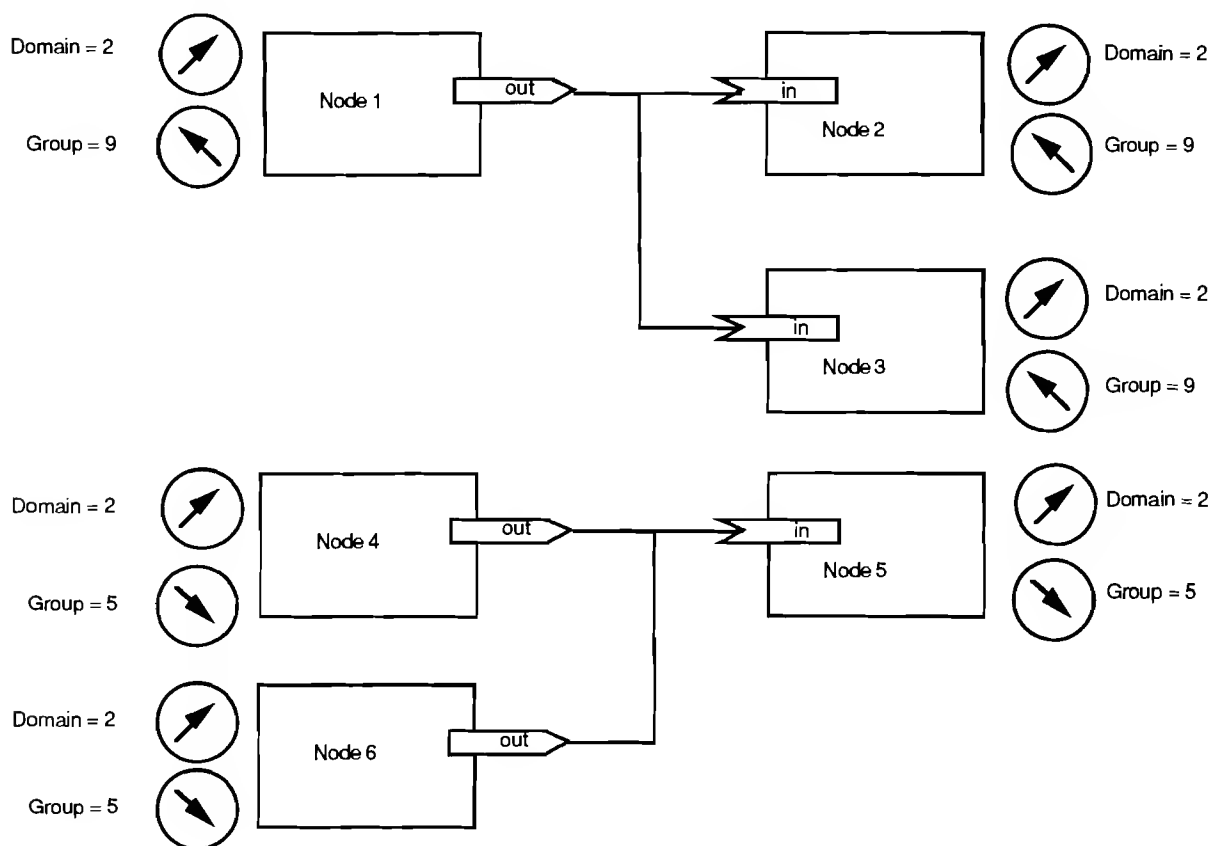 Domain = 2
Group = 9
Node 1
out
in
Node 2
Domain = 2
Group = 9
in
Node 3
Domain = 2
Group = 9
Domain = 2
Group = 5
Node 4
out
in
Node 5
Domain = 2
Group = 5
Domain = 2
Group = 5
Node 6
out